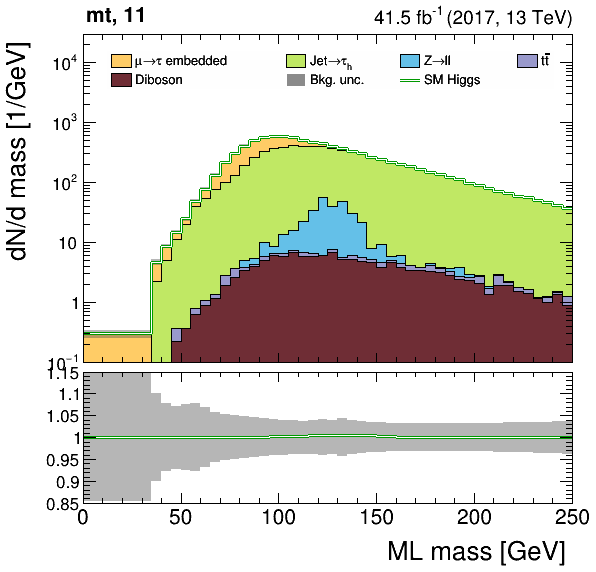 mt, 11 41.5 fb⁻¹ (2017, 13 TeV)
dN/d mass [1/GeV]
μ→τ embedded Jet→τₕ Z→ll tt̄
Diboson Bkg. unc. SM Higgs
10⁴
10³
10²
10
1
10⁻¹
1.15
1.1
1.05
1
0.95
0.9
0.85
0 50 100 150 200 250
ML mass [GeV]